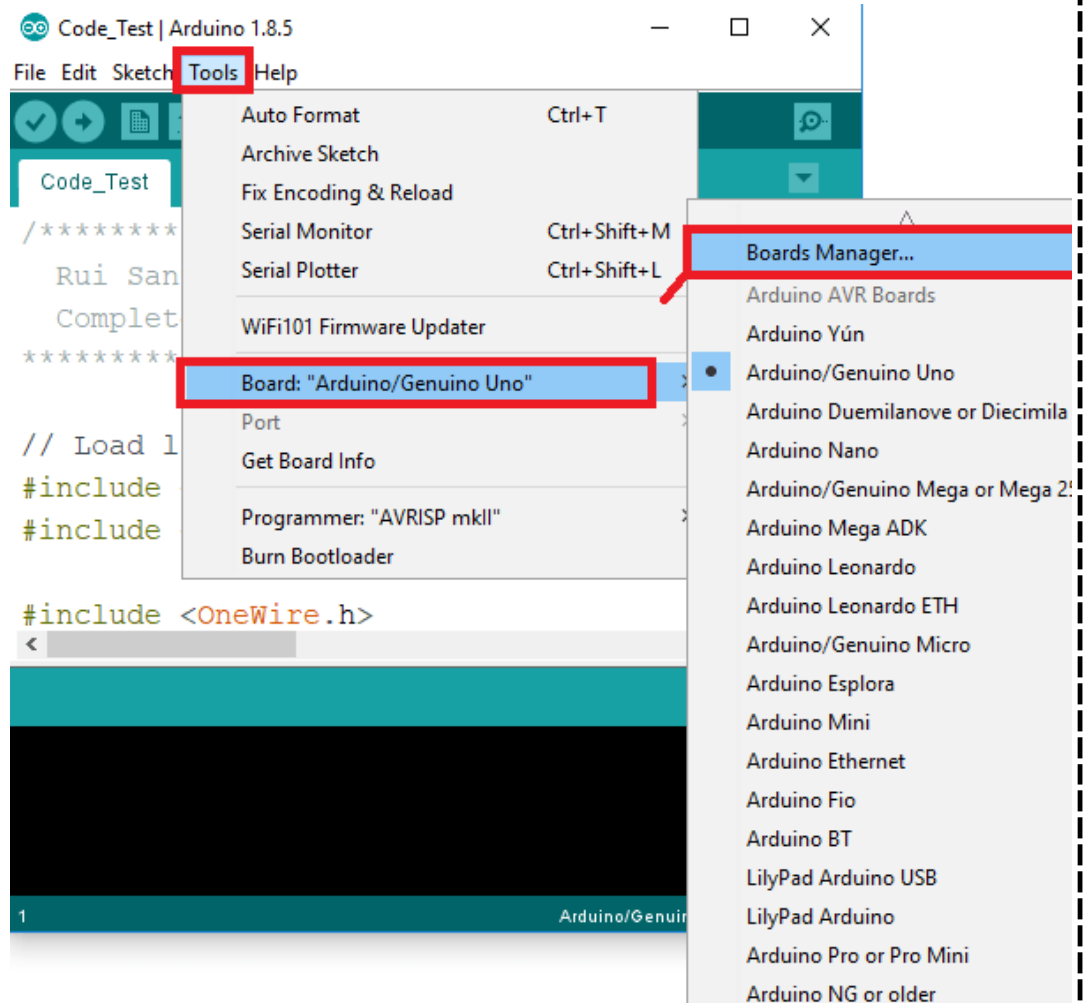 Code_Test | Arduino 1.8.5
File Edit Sketch Tools Help
Code_Test
/*********
Rui San
Complet
*********
// Load l
#include
#include
#include <OneWire.h>
1
Arduino/Genuin
Auto Format Ctrl+T
Archive Sketch
Fix Encoding & Reload
Serial Monitor Ctrl+Shift+M
Serial Plotter Ctrl+Shift+L
WiFi101 Firmware Updater
Board: "Arduino/Genuino Uno"
Port
Get Board Info
Programmer: "AVRISP mkII"
Burn Bootloader
Boards Manager...
Arduino AVR Boards
Arduino Yún
Arduino/Genuino Uno
Arduino Duemilanove or Diecimila
Arduino Nano
Arduino/Genuino Mega or Mega 2
Arduino Mega ADK
Arduino Leonardo
Arduino Leonardo ETH
Arduino/Genuino Micro
Arduino Esplora
Arduino Mini
Arduino Ethernet
Arduino Fio
Arduino BT
LilyPad Arduino USB
LilyPad Arduino
Arduino Pro or Pro Mini
Arduino NG or older